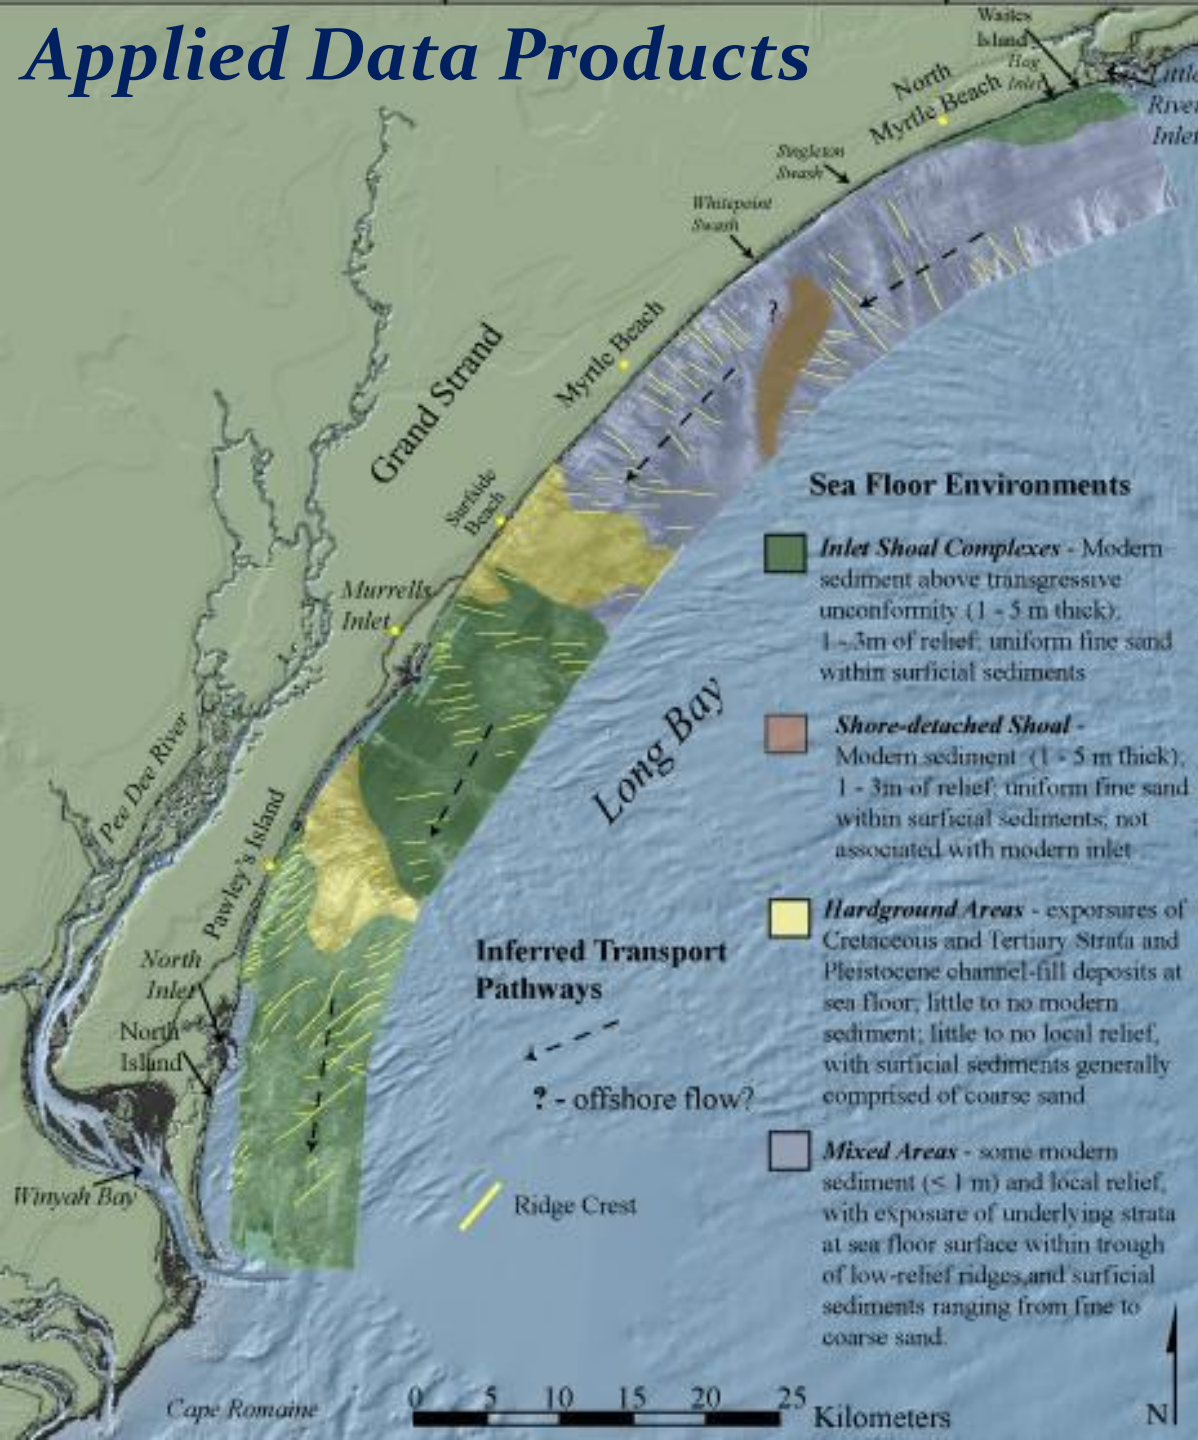 Applied Data Products
Waites
Island
Hog
Inlet
Little
River
Inlet
North
Myrtle Beach
Singleton
Swash
Whitepoint
Swash
?
Myrtle Beach
Grand Strand
Surfside
Beach
Murrells
Inlet
Pee Dee River
Pawley's Island
North
Inlet
North
Island
Winyah Bay
Cape Romaine
Long Bay
Inferred Transport
Pathways
? - offshore flow?
Ridge Crest
Sea Floor Environments
Inlet Shoal Complexes - Modern
sediment above transgressive
unconformity (1 - 5 m thick);
1 - 3m of relief; uniform fine sand
within surficial sediments
Shore-detached Shoal -
Modern sediment (1 - 5 m thick);
1 - 3m of relief; uniform fine sand
within surficial sediments; not
associated with modern inlet
Hardground Areas - exporsures of
Cretaceous and Tertiary Strata and
Pleistocene channel-fill deposits at
sea floor; little to no modern
sediment; little to no local relief,
with surficial sediments generally
comprised of coarse sand
Mixed Areas - some modern
sediment (≤ 1 m) and local relief,
with exposure of underlying strata
at sea floor surface within trough
of low-relief ridges,and surficial
sediments ranging from fine to
coarse sand.
0 5 10 15 20 25
Kilometers
N